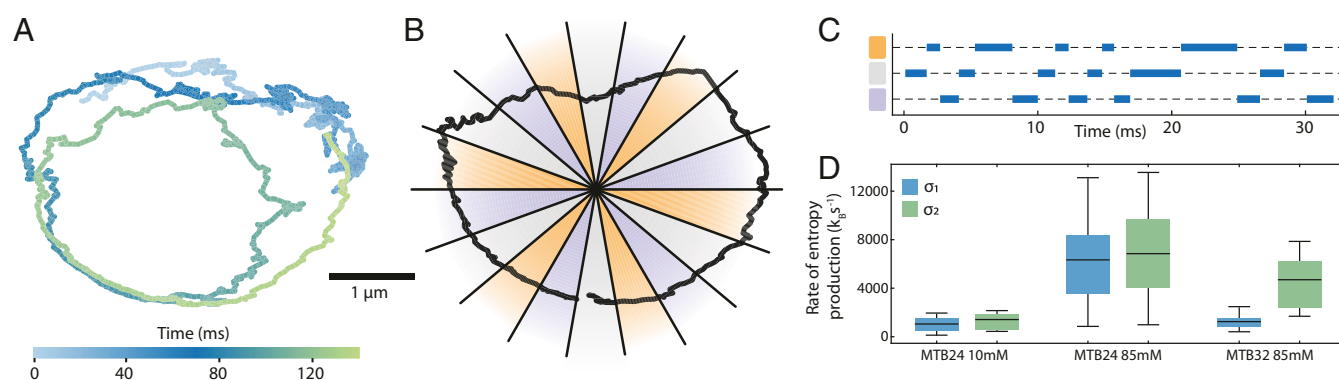 A
1 μm
Time (ms)
0 40 80 120
B
C
0 10 20 30
Time (ms)
D
σ1
σ2
Rate of entropy
production (kBs-1)
12000
8000
4000
0
MTB24 10mM MTB24 85mM MTB32 85mM